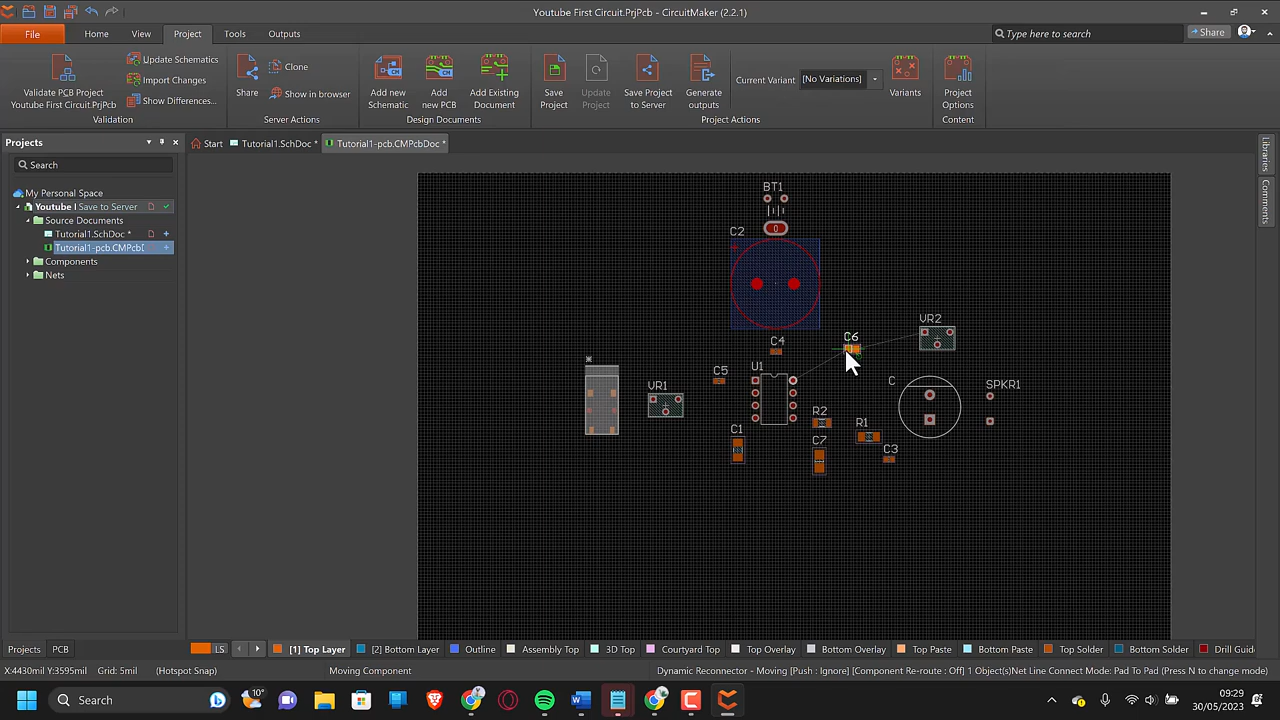 Youtube First Circuit.PrjPcb - CircuitMaker (2.2.1)
File Home View Project Tools Outputs
Type here to search
Share
Validate PCB Project
Youtube First Circuit.PrjPcb
Update Schematics
Import Changes
Show Differences...
Validation
Share
Clone
Show in browser
Server Actions
Add new
Schematic
Add
new PCB
Add Existing
Document
Design Documents
Save
Project
Update
Project
Save Project
to Server
Generate
outputs
Current Variant
[No Variations]
Variants
Project Actions
Project
Options
Content
Projects
Start
Tutorial1.SchDoc *
Tutorial1-pcb.CMPcbDoc *
Search
My Personal Space
Youtube I Save to Server
Source Documents
Tutorial1.SchDoc *
Tutorial1-pcb.CMPcbD
Components
Nets
Libraries
Comments
BT1
0
C2
VR2
C6
C4
U1
C5
VR1
C
SPKR1
R2
R1
C1
C7
C3
Projects PCB
LS
[1] Top Layer
[2] Bottom Layer
Outline
Assembly Top
3D Top
Courtyard Top
Top Overlay
Bottom Overlay
Top Paste
Bottom Paste
Top Solder
Bottom Solder
Drill Guid
X:4430mil Y:3595mil Grid: 5mil (Hotspot Snap)
Moving Component
Dynamic Reconnector - Moving [Push : Ignore] [Component Re-route : Off] 1 Object(s) Net Line Connect Mode: Pad To Pad (Press N to change mode)
Search
10°
09:29
30/05/2023